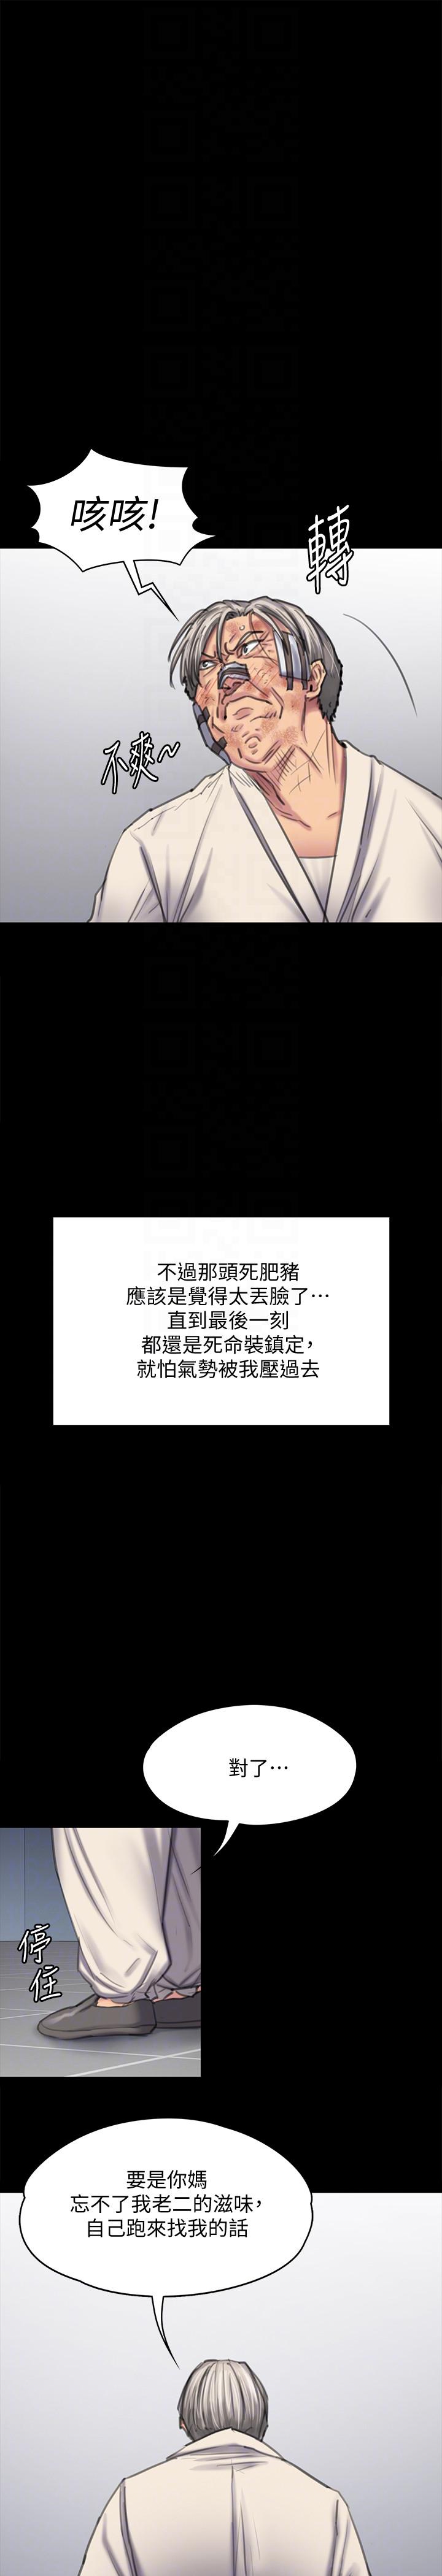 咳咳!
轉
不爽~
不過那頭死肥豬
應該是覺得太丟臉了…
直到最後一刻
都還是死命裝鎮定,
就怕氣勢被我壓過去
對了…
停住
要是你媽
忘不了我老二的滋味,
自己跑來找我的話